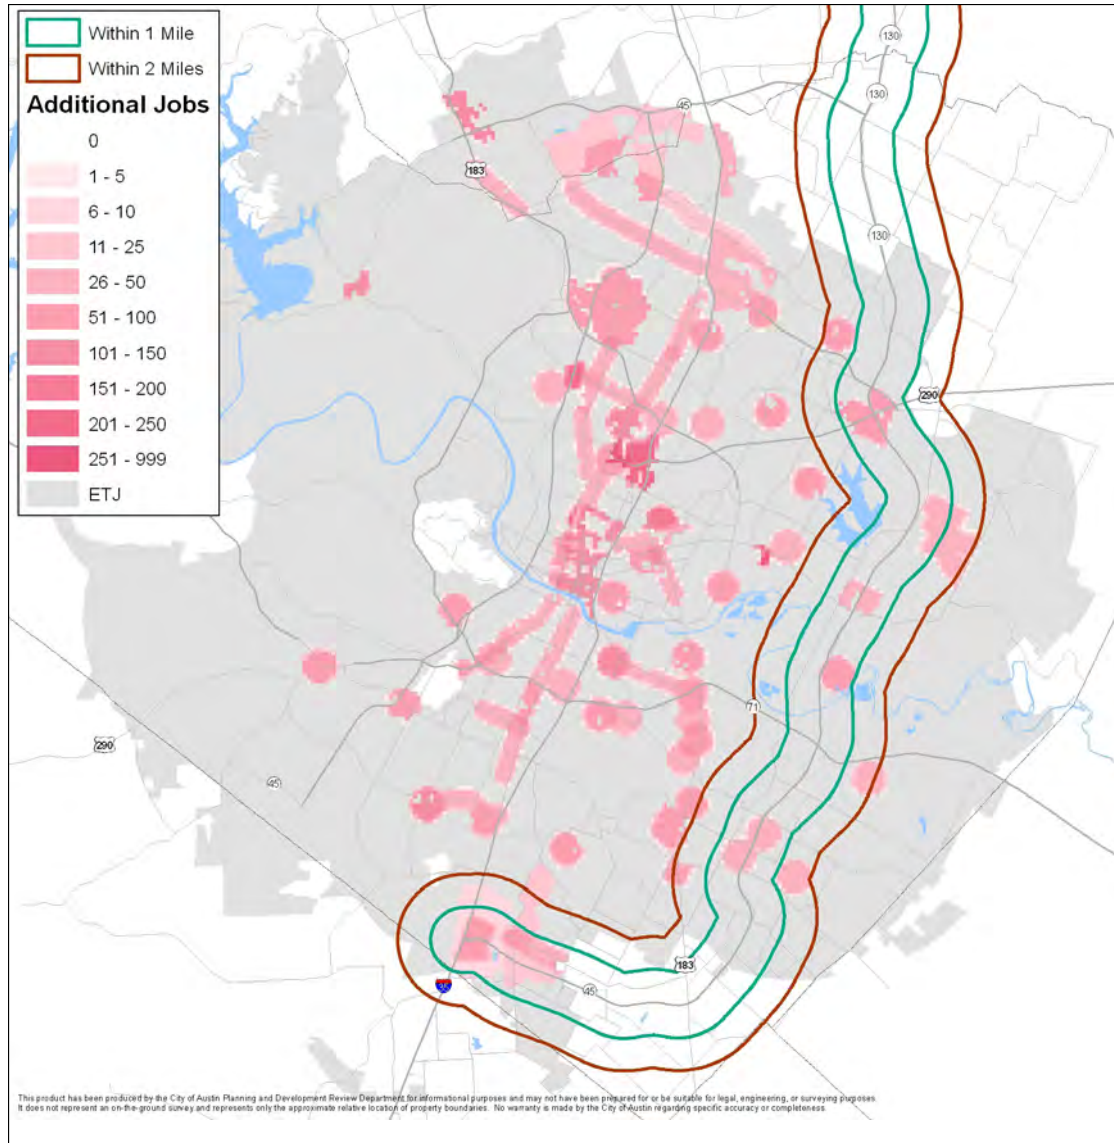 Within 1 Mile
Within 2 Miles
Additional Jobs
0
1 - 5
6 - 10
11 - 25
26 - 50
51 - 100
101 - 150
151 - 200
201 - 250
251 - 999
ETJ
130
130
45
183
130
290
71
290
45
183
35
45
This product has been produced by the City of Austin Planning and Development Review Department for informational purposes and may not have been prepared for or be suitable for legal, engineering, or surveying purposes.
It does not represent an on-the-ground survey and represents only the approximate relative location of property boundaries. No warranty is made by the City of Austin regarding specific accuracy or completeness.